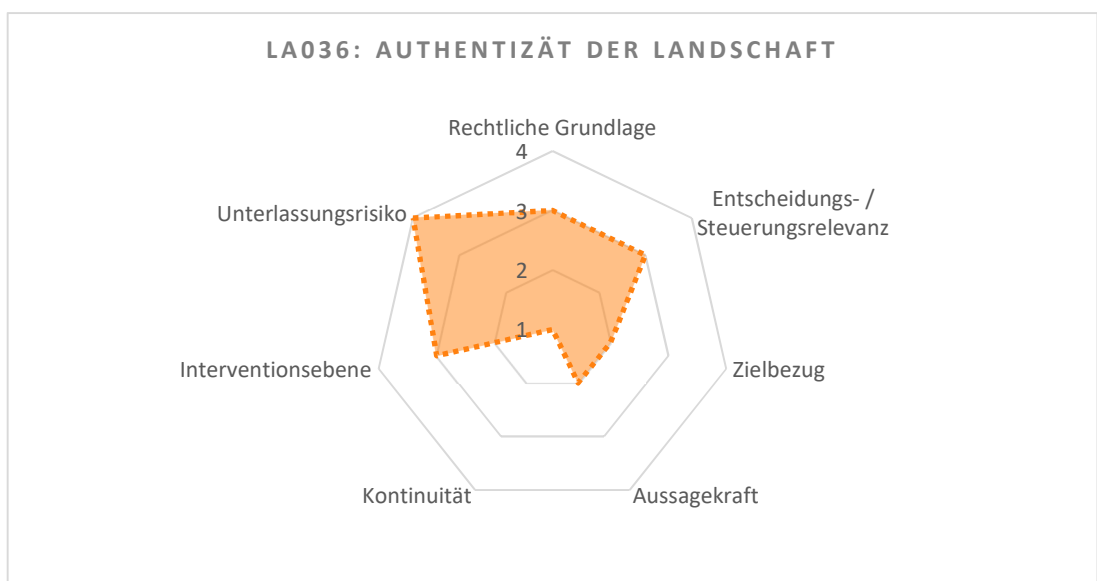 LA036: AUTHENTIZÄT DER LANDSCHAFT
Rechtliche Grundlage
4
Entscheidungs- /
Steuerungsrelevanz
Unterlassungsrisiko
3
2
1
Interventionsebene
Zielbezug
Kontinuität
Aussagekraft